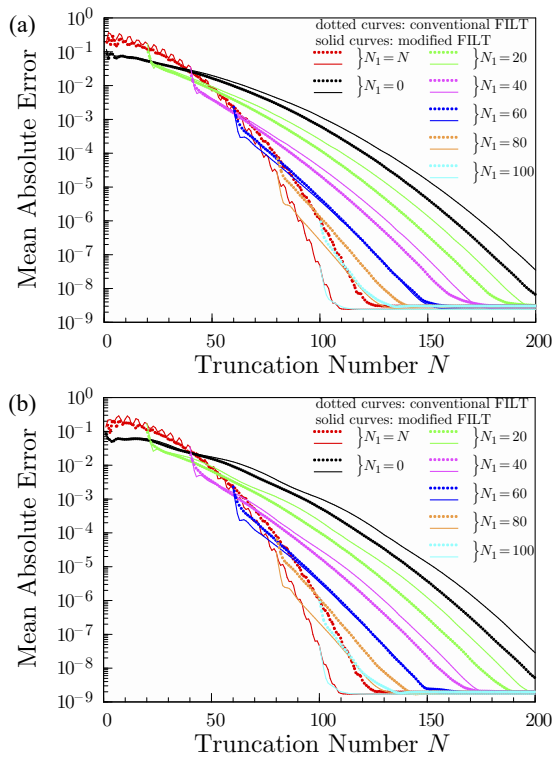 (a)
dotted curves: conventional FILT
solid curves: modified FILT
}N₁=N
}N₁=0
}N₁=20
}N₁=40
}N₁=60
}N₁=80
}N₁=100
10⁰
10⁻¹
10⁻²
10⁻³
10⁻⁴
10⁻⁵
10⁻⁶
10⁻⁷
10⁻⁸
10⁻⁹
Mean Absolute Error
0 50 100 150 200
Truncation Number N
(b)
dotted curves: conventional FILT
solid curves: modified FILT
}N₁=N
}N₁=0
}N₁=20
}N₁=40
}N₁=60
}N₁=80
}N₁=100
10⁰
10⁻¹
10⁻²
10⁻³
10⁻⁴
10⁻⁵
10⁻⁶
10⁻⁷
10⁻⁸
10⁻⁹
Mean Absolute Error
0 50 100 150 200
Truncation Number N